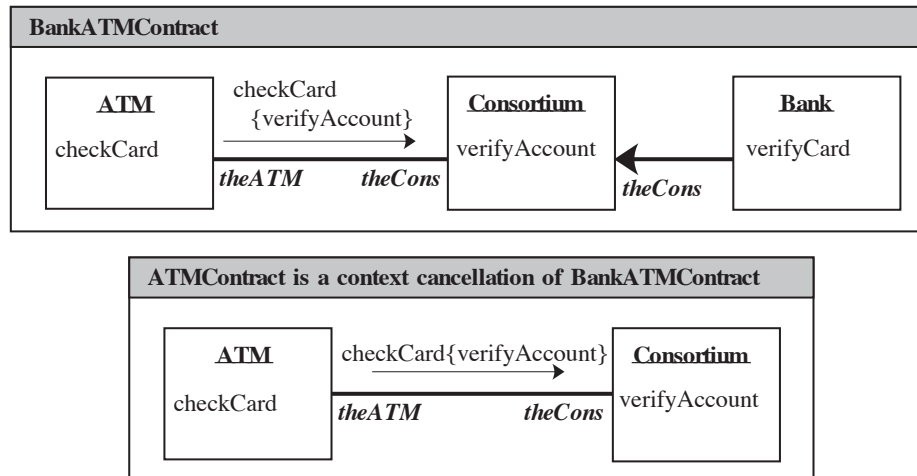 BankATMContract
ATM
checkCard
checkCard
{verifyAccount}
theATM
theCons
Consortium
verifyAccount
theCons
Bank
verifyCard
ATMContract is a context cancellation of BankATMContract
ATM
checkCard
checkCard{verifyAccount}
theATM
theCons
Consortium
verifyAccount